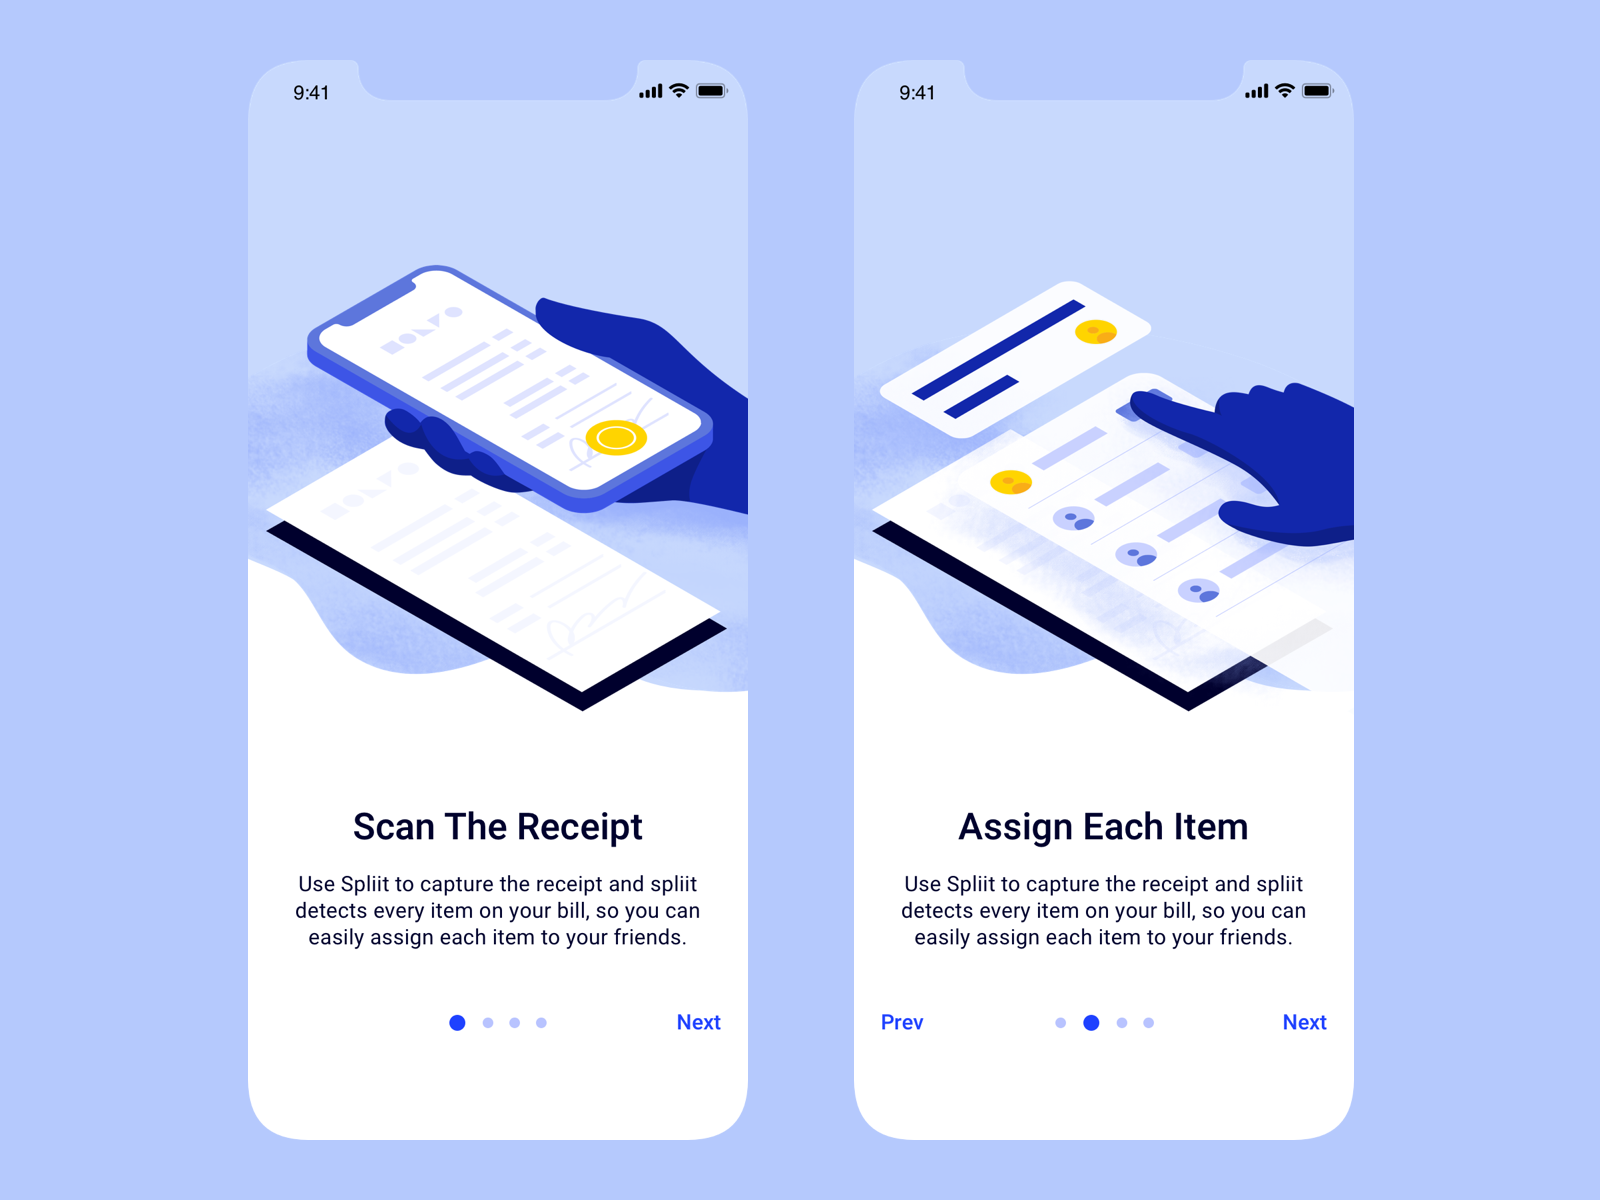 9:41
Scan The Receipt
Use Spliit to capture the receipt and spliit
detects every item on your bill, so you can
easily assign each item to your friends.
Next
9:41
Assign Each Item
Use Spliit to capture the receipt and spliit
detects every item on your bill, so you can
easily assign each item to your friends.
Prev
Next